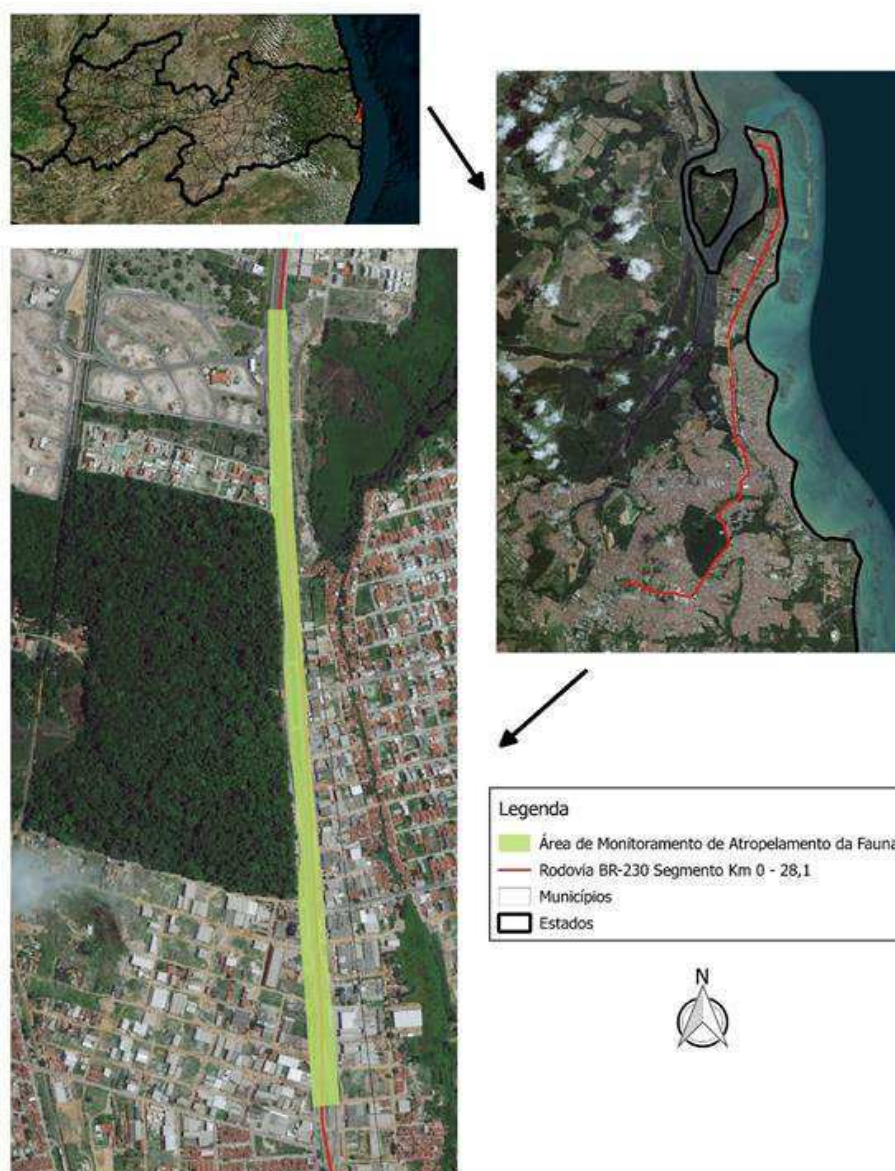 Legenda
Área de Monitoramento de Atropelamento da Fauna
Rodovia BR-230 Segmento Km 0 - 28,1
Municípios
Estados
N